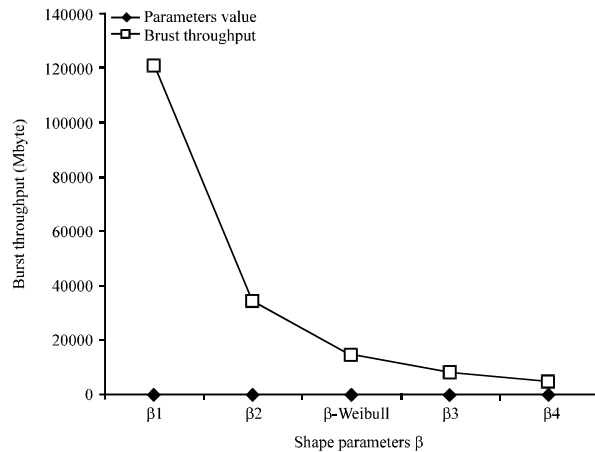 Parameters value
Brust throughput
140000
120000
100000
80000
60000
40000
20000
0
Burst throughput (Mbyte)
β1
β2
β-Weibull
β3
β4
Shape parameters β